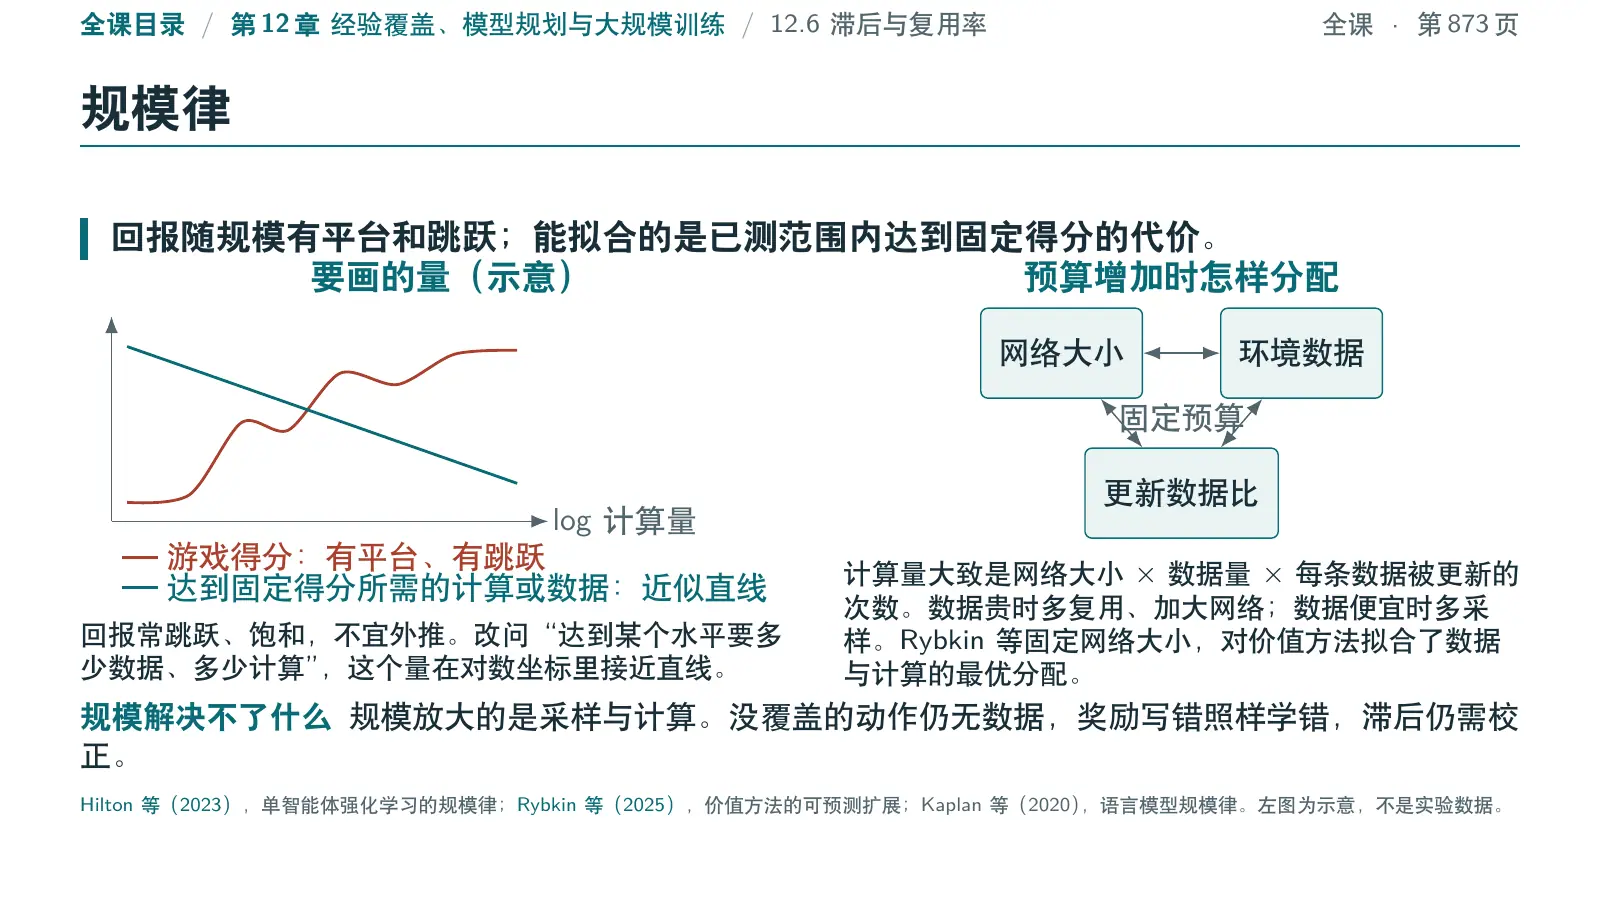 全课目录 / 第 12 章 经验覆盖、模型规划与大规模训练 / 12.6 滞后与复用率
全课 · 第 873 页
规模律
回报随规模有平台和跳跃；能拟合的是已测范围内达到固定得分的代价。
要画的量（示意）
log 计算量
游戏得分：有平台、有跳跃
达到固定得分所需的计算或数据：近似直线
回报常跳跃、饱和，不宜外推。改问“达到某个水平要多
少数据、多少计算”，这个量在对数坐标里接近直线。
预算增加时怎样分配
网络大小
环境数据
固定预算
更新数据比
计算量大致是网络大小 × 数据量 × 每条数据被更新的
次数。数据贵时多复用、加大网络；数据便宜时多采
样。Rybkin 等固定网络大小，对价值方法拟合了数据
与计算的最优分配。
规模解决不了什么 规模放大的是采样与计算。没覆盖的动作仍无数据，奖励写错照样学错，滞后仍需校
正。
Hilton 等（2023），单智能体强化学习的规模律；Rybkin 等（2025），价值方法的可预测扩展；Kaplan 等（2020），语言模型规模律。左图为示意，不是实验数据。